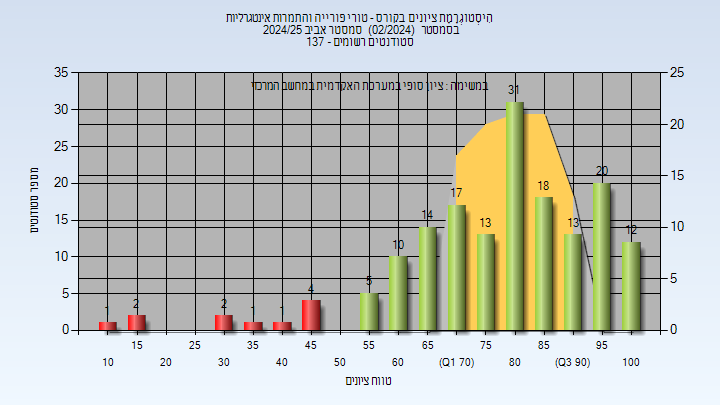 היסטוגרמת ציונים בקורס - טורי פורייה והתמרות אינטגרליות
בסמסטר (02/2024) סמסטר אביב 2024/25
סטודנטים רשומים - 137
במשימה : ציון סופי במערכת האקדמית במחשב המרכזי
מספר סטודנטים
35 30 25 20 15 10 5 0
25 20 15 10 5 0
1 2 2 1 1 4 5 10 14 17 13 31 18 13 20 12
15 25 35 45 55 65 75 85 95
10 20 30 40 50 60 (Q1 70) 80 (Q3 90) 100
טווח ציונים